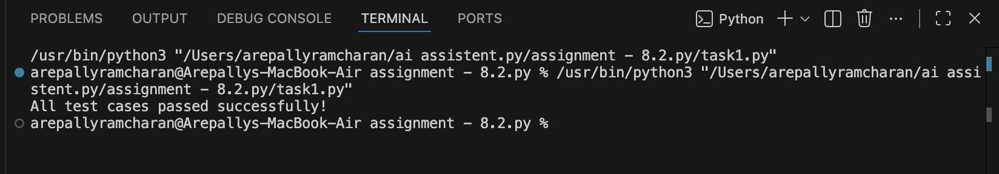 PROBLEMS OUTPUT DEBUG CONSOLE TERMINAL PORTS Python
/usr/bin/python3 "/Users/arepallyramcharan/ai assistent.py/assignment - 8.2.py/task1.py"
arepallyramcharan@Arepallys-MacBook-Air assignment - 8.2.py % /usr/bin/python3 "/Users/arepallyramcharan/ai assi
stent.py/assignment - 8.2.py/task1.py"
All test cases passed successfully!
arepallyramcharan@Arepallys-MacBook-Air assignment - 8.2.py %